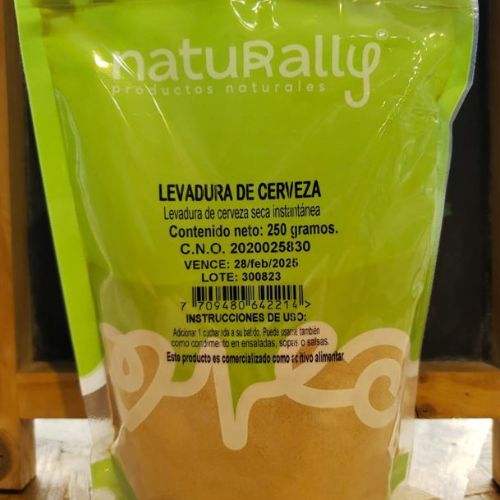 natuRally
productos naturales
LEVADURA DE CERVEZA
Levadura de cerveza seca instantánea
Contenido neto: 250 gramos.
C.N.O. 2020025830
VENCE: 28/feb/2025
LOTE: 300823
7 709480 642214 >
INSTRUCCIONES DE USO:
Adicionar 1 cucharada a su batido. Puede usarse también
como condimento en ensaladas, sopas o salsas.
Este producto es comercializado como aditivo alimentar